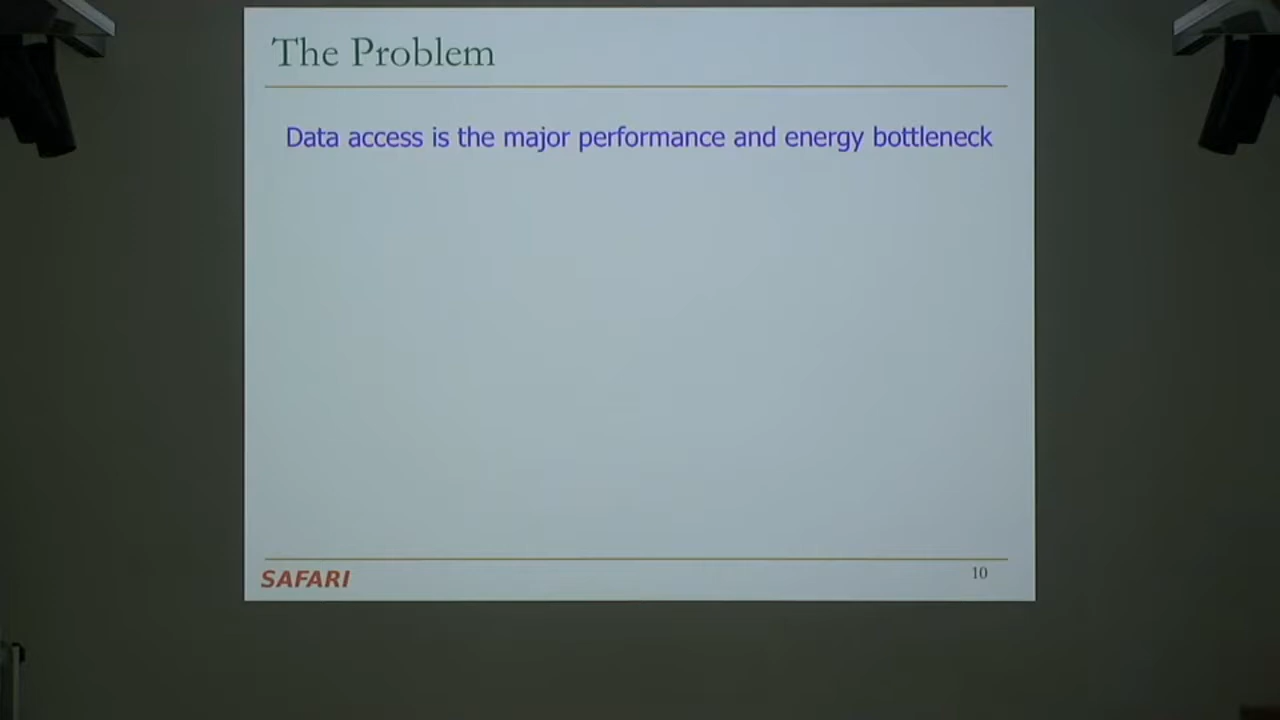 The Problem
Data access is the major performance and energy bottleneck
SAFARI
10